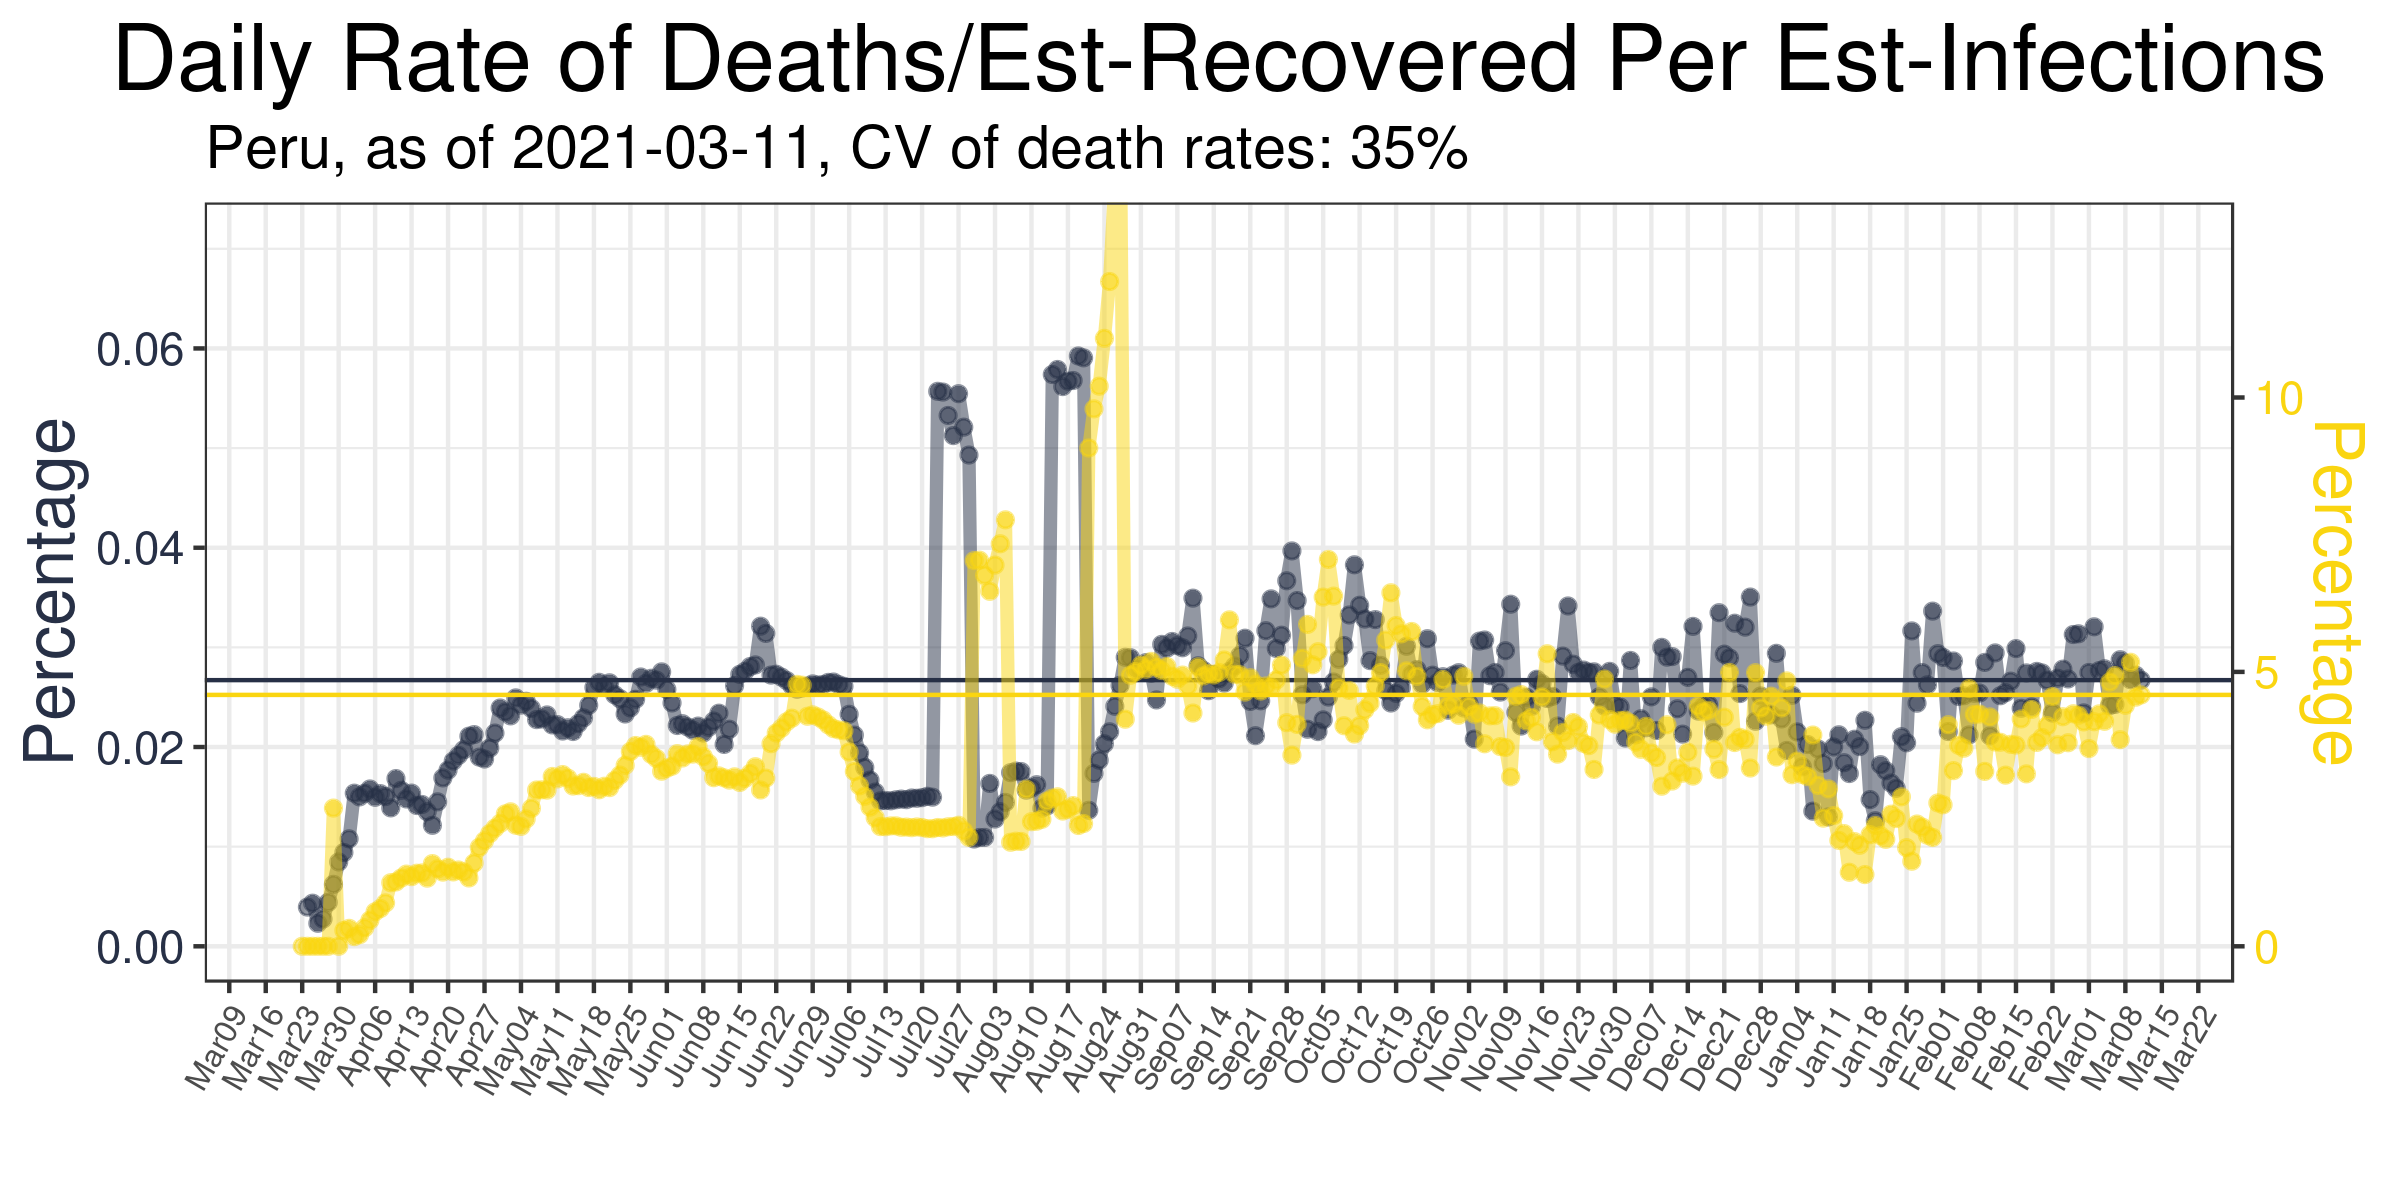 Daily Rate of Deaths/Est-Recovered Per Est-Infections
Peru, as of 2021-03-11, CV of death rates: 35%
Percentage
0.06
0.04
0.02
0.00
10
5
0
Percentage
Mar09 Mar16 Mar23 Mar30 Apr06 Apr13 Apr20 Apr27 May04 May11 May18 May25 Jun01 Jun08 Jun15 Jun22 Jun29 Jul06 Jul13 Jul20 Jul27 Aug03 Aug10 Aug17 Aug24 Aug31 Sep07 Sep14 Sep21 Sep28 Oct05 Oct12 Oct19 Oct26 Nov02 Nov09 Nov16 Nov23 Nov30 Dec07 Dec14 Dec21 Dec28 Jan04 Jan11 Jan18 Jan25 Feb01 Feb08 Feb15 Feb22 Mar01 Mar08 Mar15 Mar22